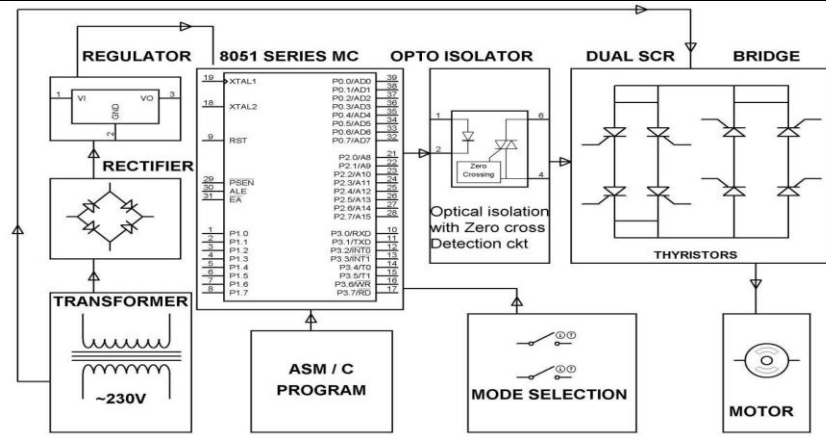 REGULATOR
8051 SERIES MC
OPTO ISOLATOR
DUAL SCR
BRIDGE
1 VI VO 3
GND
2
RECTIFIER
TRANSFORMER
~230V
19 XTAL1
18 XTAL2
9 RST
29 PSEN
30 ALE
31 EA
1 P1.0
2 P1.1
3 P1.2
4 P1.3
5 P1.4
6 P1.5
7 P1.6
8 P1.7
P0.0/AD0 39
P0.1/AD1 38
P0.2/AD2 37
P0.3/AD3 36
P0.4/AD4 35
P0.5/AD5 34
P0.6/AD6 33
P0.7/AD7 32
P2.0/A8 21
P2.1/A9 22
P2.2/A10 23
P2.3/A11 24
P2.4/A12 25
P2.5/A13 26
P2.6/A14 27
P2.7/A15 28
P3.0/RXD 10
P3.1/TXD 11
P3.2/INT0 12
P3.3/INT1 13
P3.4/T0 14
P3.5/T1 15
P3.6/WR 16
P3.7/RD 17
1
2
6
4
Zero
Crossing
Optical isolation
with Zero cross
Detection ckt
THYRISTORS
ASM / C
PROGRAM
MODE SELECTION
MOTOR